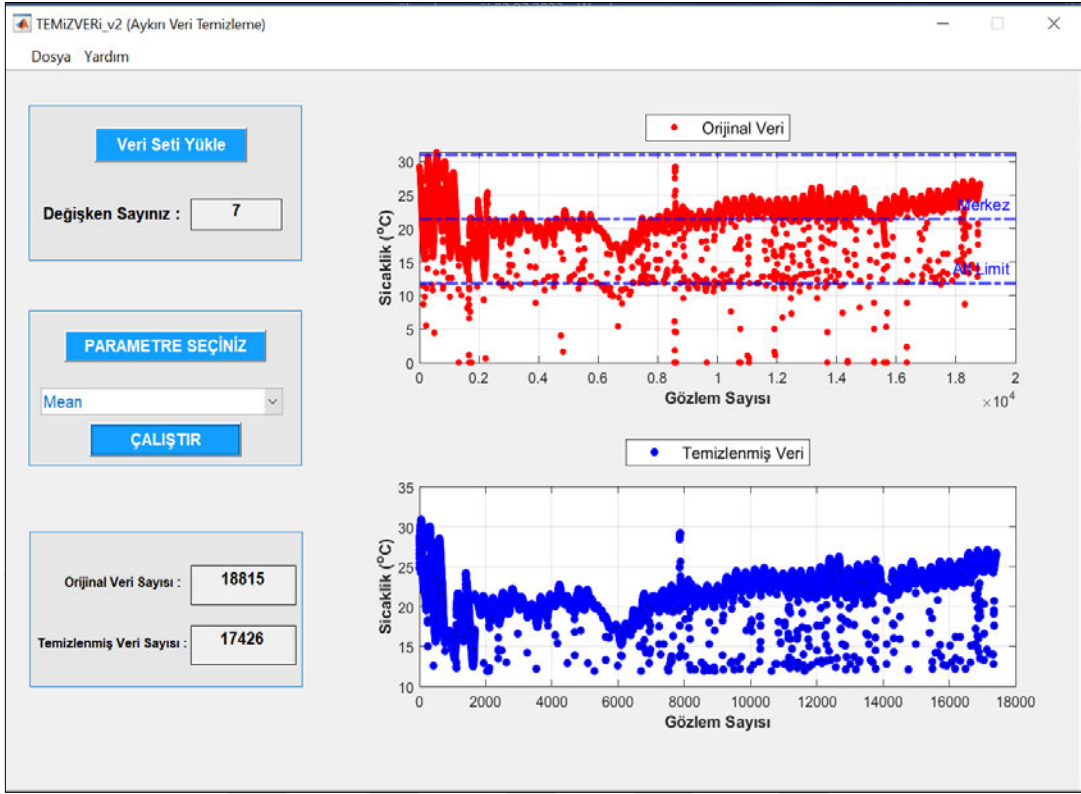 TEMiZVERi_v2 (Aykırı Veri Temizleme)
Dosya Yardım
Veri Seti Yükle
Değişken Sayınız : 7
PARAMETRE SEÇİNİZ
Mean
ÇALIŞTIR
Orijinal Veri Sayısı : 18815
Temizlenmiş Veri Sayısı : 17426
Orijinal Veri
30
25
20
15
10
5
0
Sicaklik (°C)
Merkez
Alt Limit
0 0.2 0.4 0.6 0.8 1 1.2 1.4 1.6 1.8 2
×10⁴
Gözlem Sayısı
Temizlenmiş Veri
35
30
25
20
15
10
Sicaklik (°C)
0 2000 4000 6000 8000 10000 12000 14000 16000 18000
Gözlem Sayısı